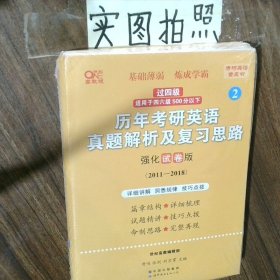 实图拍照
基础薄弱 炼成学霸
过四级
适用于四六级500分以下
2
历年考研英语
真题解析及复习思路
强化试卷版
(2011—2018)
详细讲解 洞悉规律 技巧点拨
篇章结构 详细梳理
试题精讲 技巧点拨
命制思路 完整再现